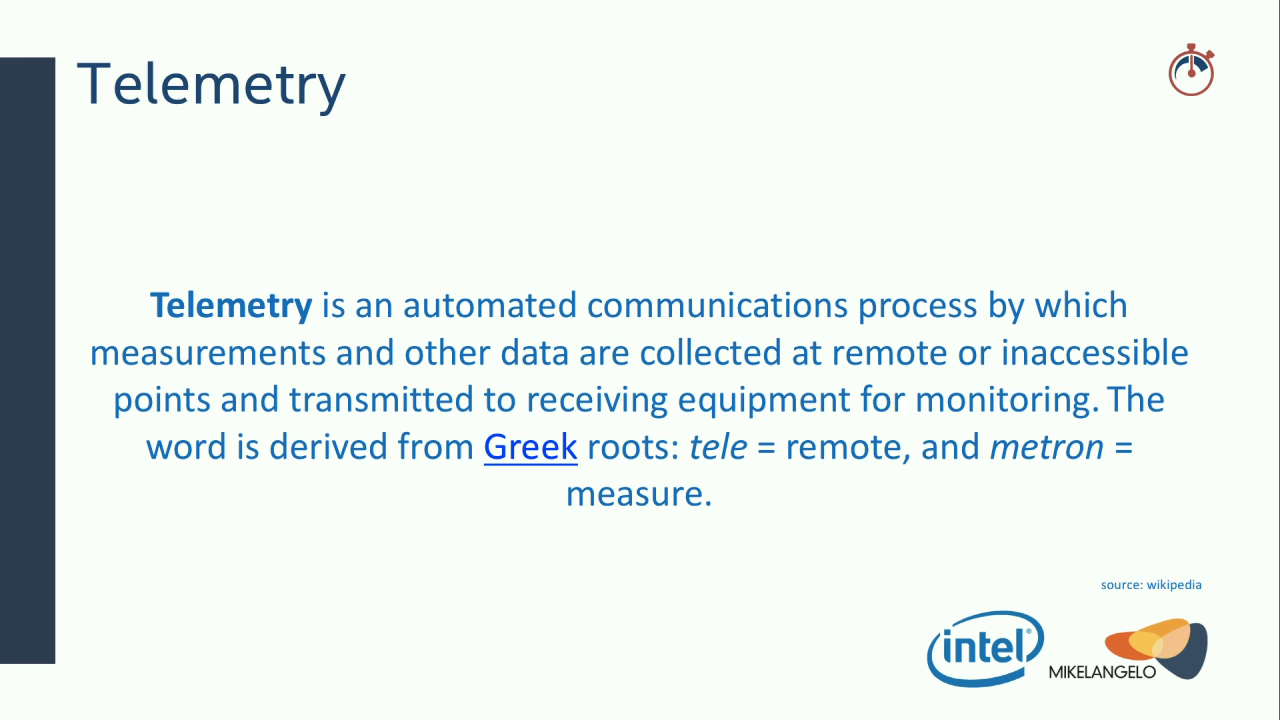 Telemetry
Telemetry is an automated communications process by which
measurements and other data are collected at remote or inaccessible
points and transmitted to receiving equipment for monitoring. The
word is derived from Greek roots: tele = remote, and metron =
measure.
source: wikipedia
intel®
MIKELANGELO